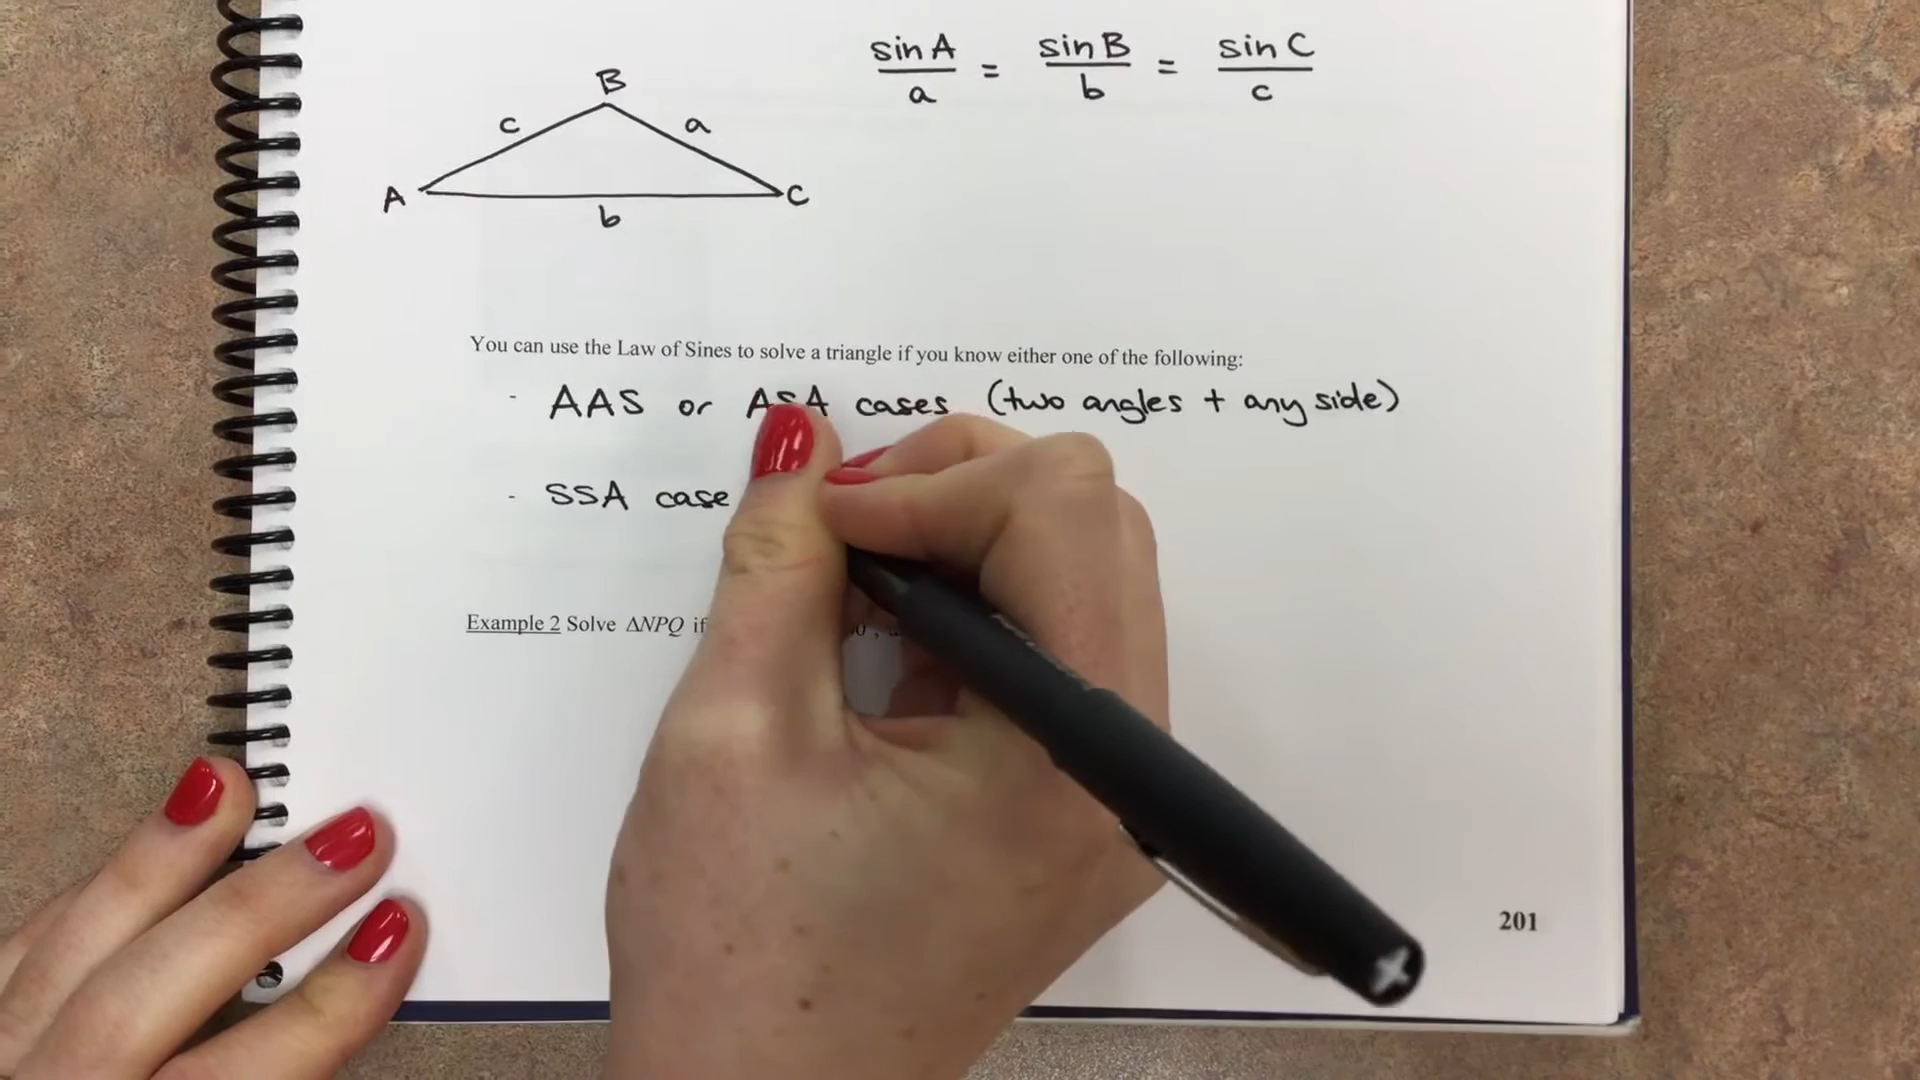 B
c a
A C
b
sin A / a = sin B / b = sin C / c
You can use the Law of Sines to solve a triangle if you know either one of the following:
- AAS or ASA cases (two angles + any side)
- SSA case
Example 2 Solve ΔNPQ if
201